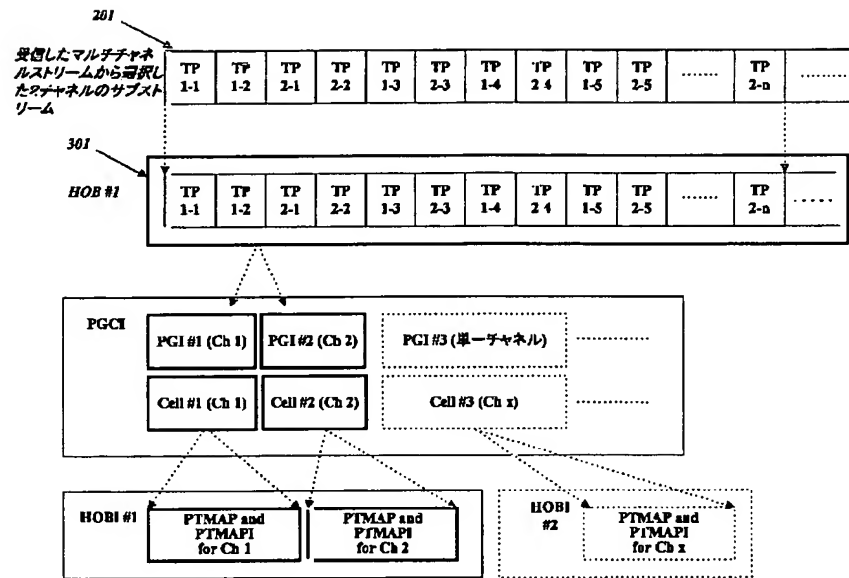 201
受信したマルチチャネ
ルストリームから選択し
た2チャネルのサブスト
リーム
TP 1-1 TP 1-2 TP 2-1 TP 2-2 TP 1-3 TP 2-3 TP 1-4 TP 2 4 TP 1-5 TP 2-5 ........ TP 2-n ..........
301
HOB #1
TP 1-1 TP 1-2 TP 2-1 TP 2-2 TP 1-3 TP 2-3 TP 1-4 TP 2 4 TP 1-5 TP 2-5 ........ TP 2-n .....
PGCI
PGI #1 (Ch 1) PGI #2 (Ch 2) PGI #3 (単一チャネル) ..........
Cell #1 (Ch 1) Cell #2 (Ch 2) Cell #3 (Ch x) ..........
HOBI #1
PTMAP and
PTMAPI
for Ch 1
PTMAP and
PTMAPI
for Ch 2
HOBI
#2
PTMAP and
PTMAPI
for Ch x